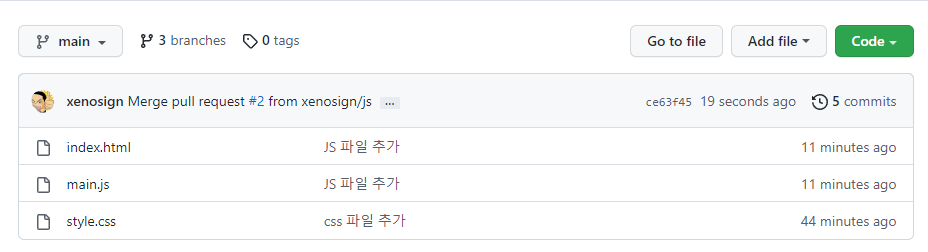 main 3 branches 0 tags Go to file Add file Code
xenosign Merge pull request #2 from xenosign/js ... ce63f45 19 seconds ago 5 commits
index.html JS 파일 추가 11 minutes ago
main.js JS 파일 추가 11 minutes ago
style.css css 파일 추가 44 minutes ago